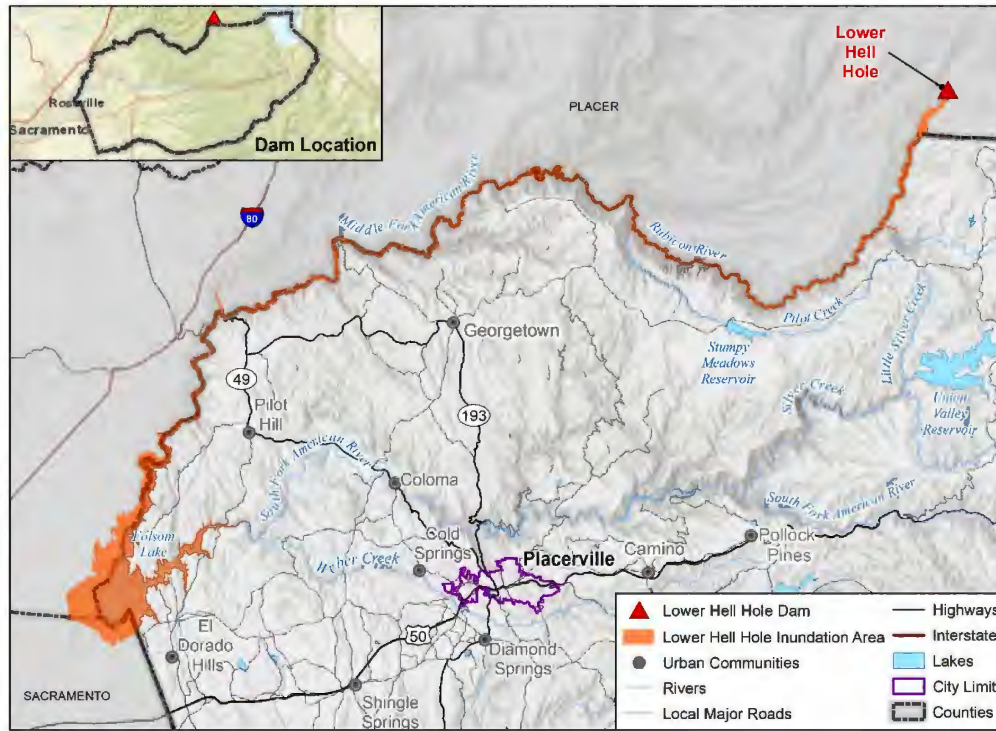 Roseville
Sacramento
Dam Location
Lower
Hell
Hole
PLACER
80
Middle Fork American River
Rubicon River
Pilot Creek
Georgetown
Stumpy
Meadows
Reservoir
Little Silver Creek
Silver Creek
Union
Valley
Reservoir
49
193
Pilot
Hill
South Fork American River
Coloma
South Fork American River
Folsom
Lake
Cold
Springs
Weber Creek
Placerville
Camino
Pollock
Pines
50
El
Dorado
Hills
Diamond
Springs
Shingle
Springs
SACRAMENTO
Lower Hell Hole Dam
Lower Hell Hole Inundation Area
Urban Communities
Rivers
Local Major Roads
Highways
Interstate
Lakes
City Limit
Counties